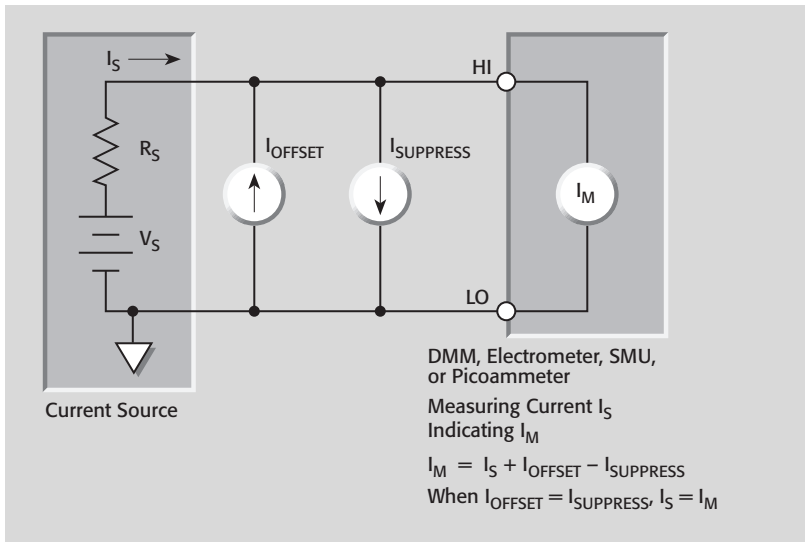 I_S
HI
R_S
I_OFFSET
I_SUPPRESS
I_M
V_S
LO
DMM, Electrometer, SMU,
or Picoammeter
Current Source
Measuring Current I_S
Indicating I_M
I_M = I_S + I_OFFSET – I_SUPPRESS
When I_OFFSET = I_SUPPRESS, I_S = I_M